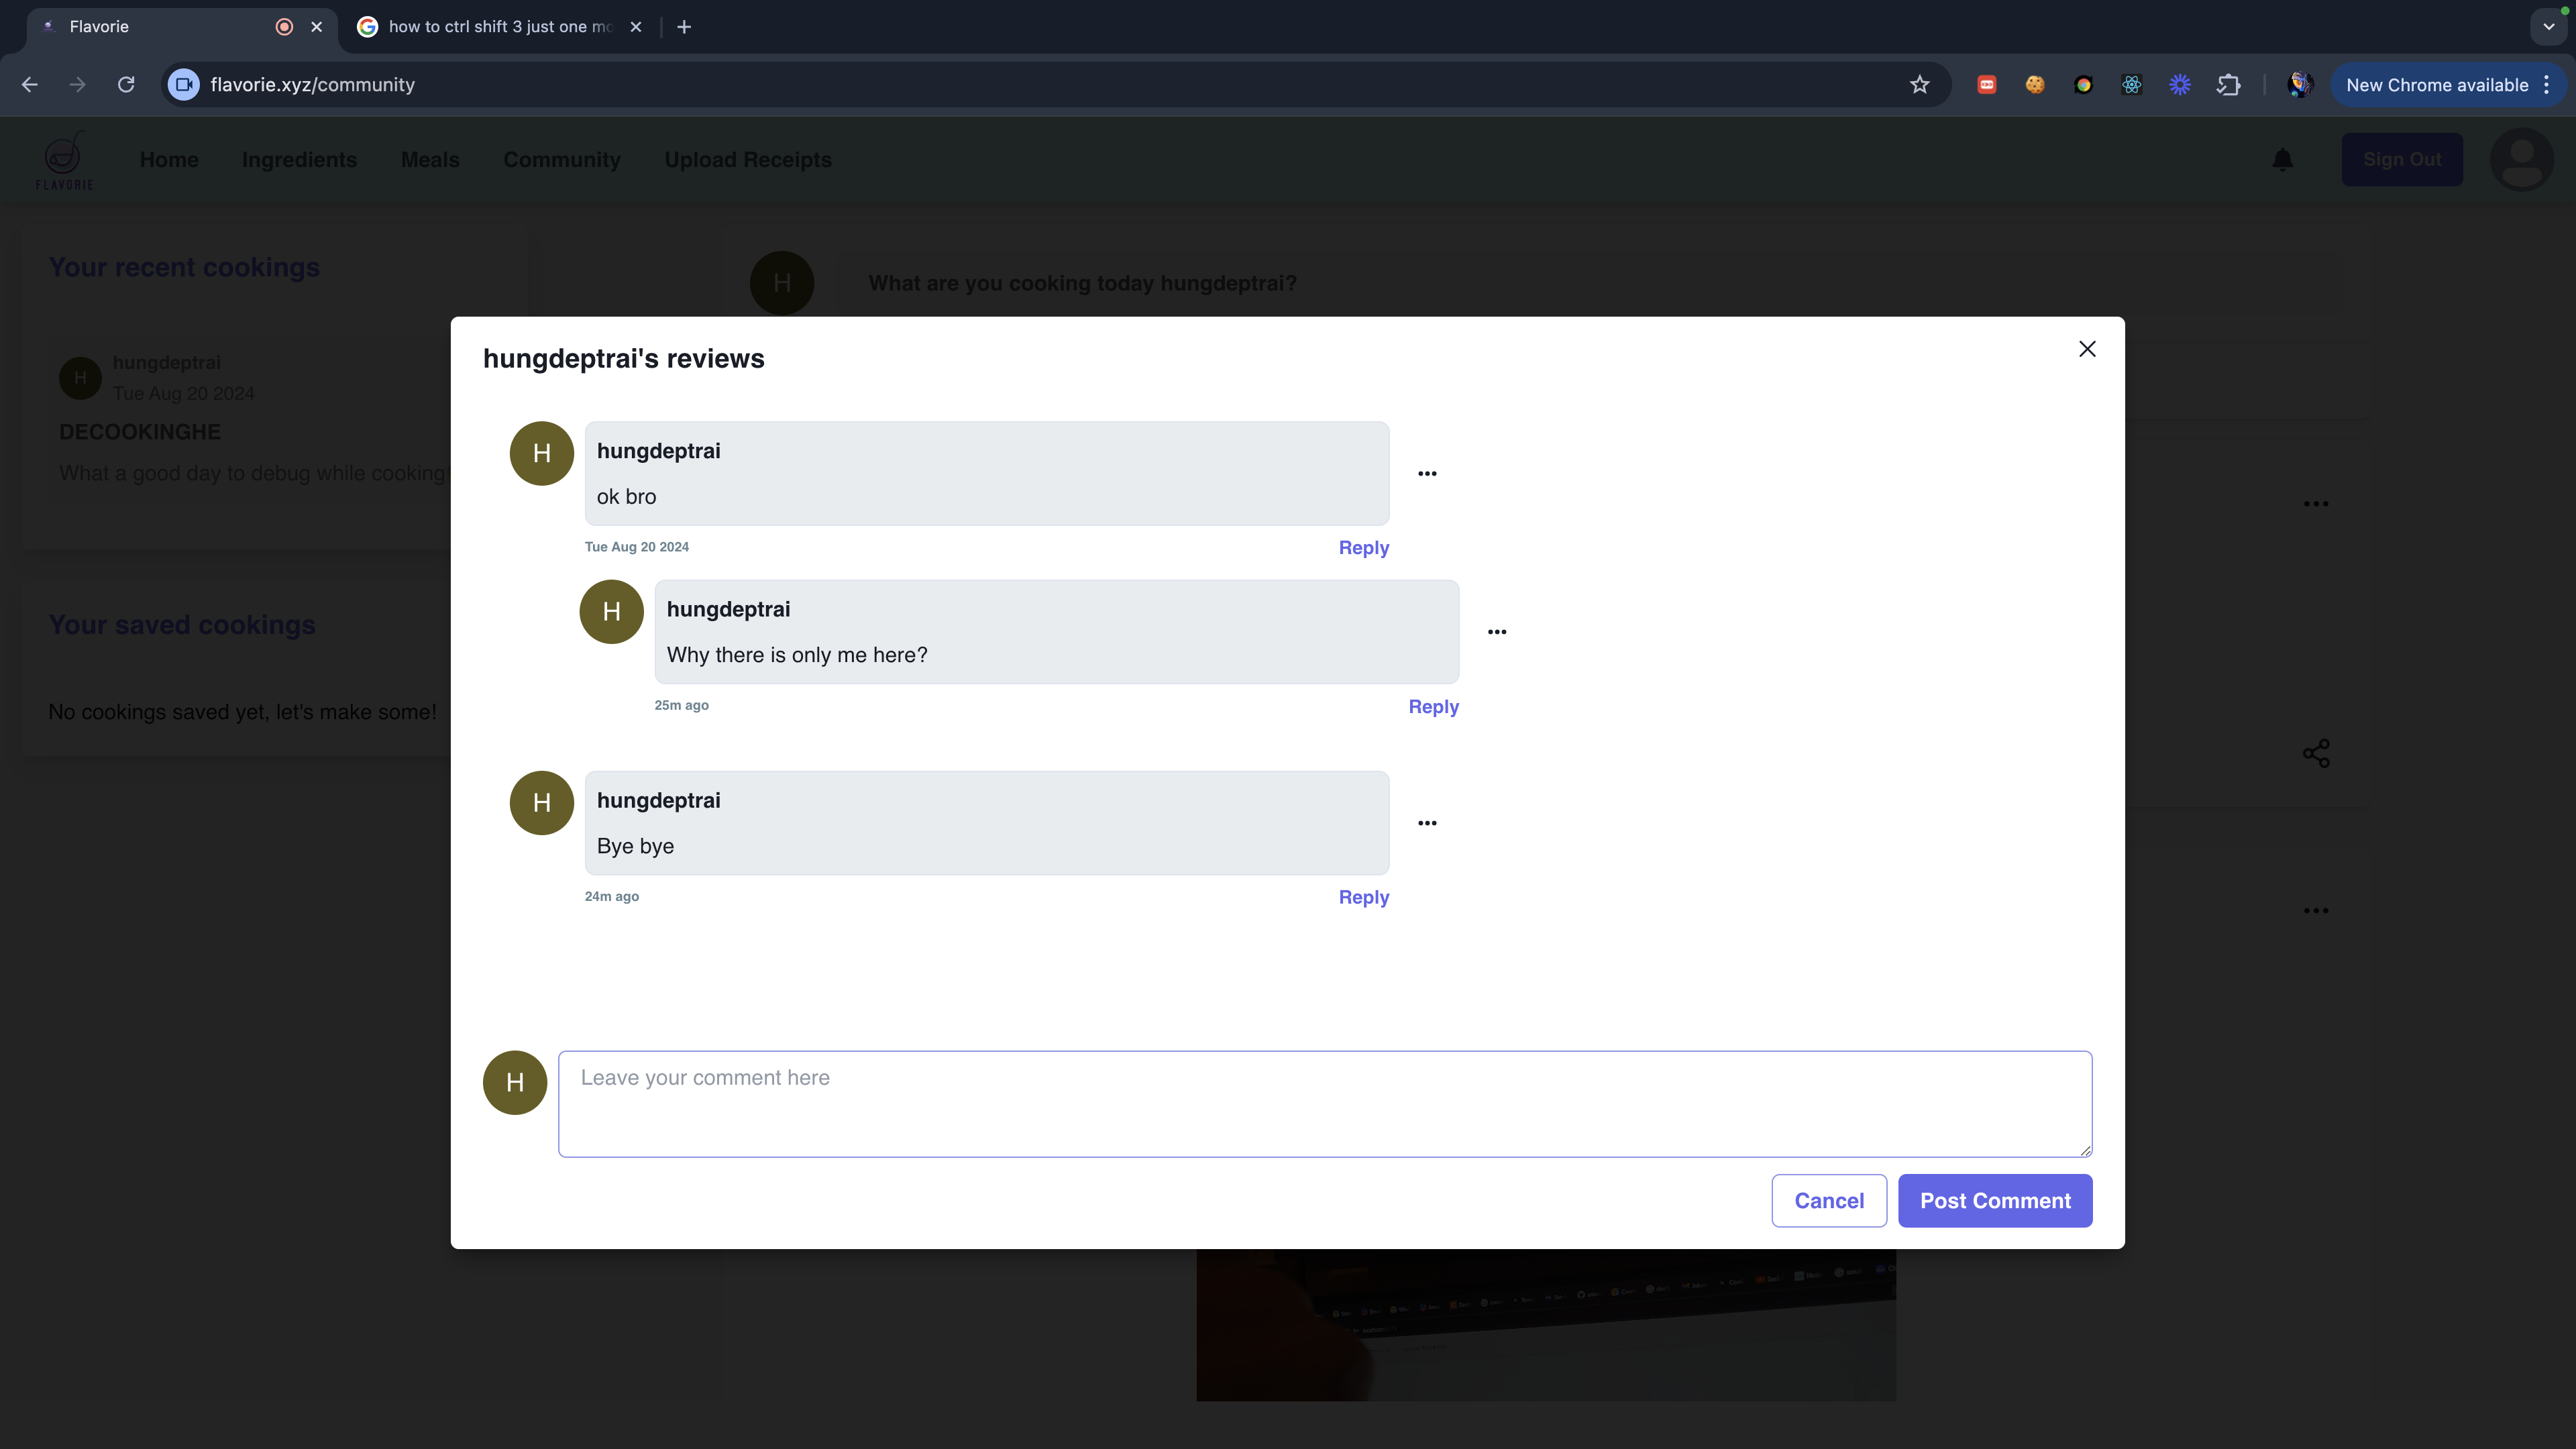 Flavorie
how to ctrl shift 3 just one mo
flavorie.xyz/community
New Chrome available
FLAVORIE
Home
Ingredients
Meals
Community
Upload Receipts
Sign Out
Your recent cookings
H
hungdeptrai
Tue Aug 20 2024
DECOOKINGHE
What a good day to debug while cooking
Your saved cookings
No cookings saved yet, let's make some!
H
What are you cooking today hungdeptrai?
hungdeptrai's reviews
H
hungdeptrai
ok bro
Tue Aug 20 2024
Reply
H
hungdeptrai
Why there is only me here?
25m ago
Reply
H
hungdeptrai
Bye bye
24m ago
Reply
H
Leave your comment here
Cancel
Post Comment